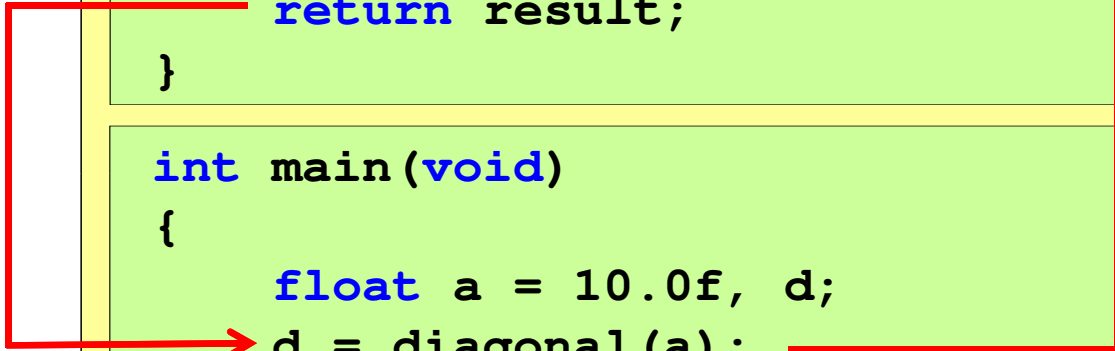 return result;
}
int main(void)
{
float a = 10.0f, d;
d = diagonal(a);